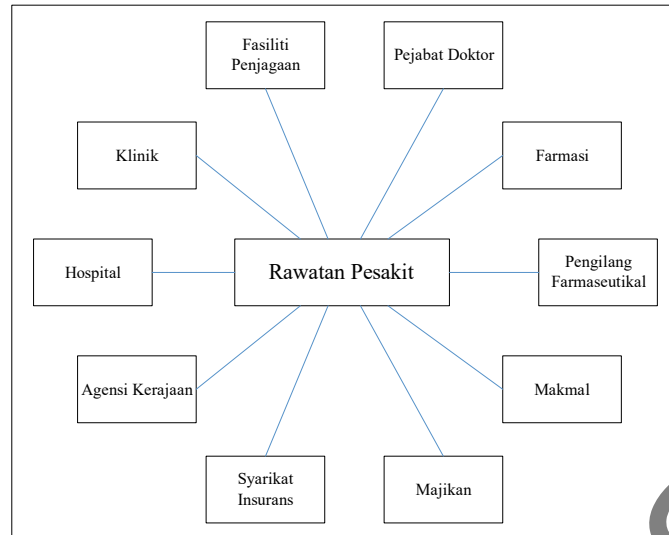 Fasiliti
Penjagaan
Pejabat Doktor
Klinik
Farmasi
Hospital
Rawatan Pesakit
Pengilang
Farmaseutikal
Agensi Kerajaan
Makmal
Syarikat
Insurans
Majikan